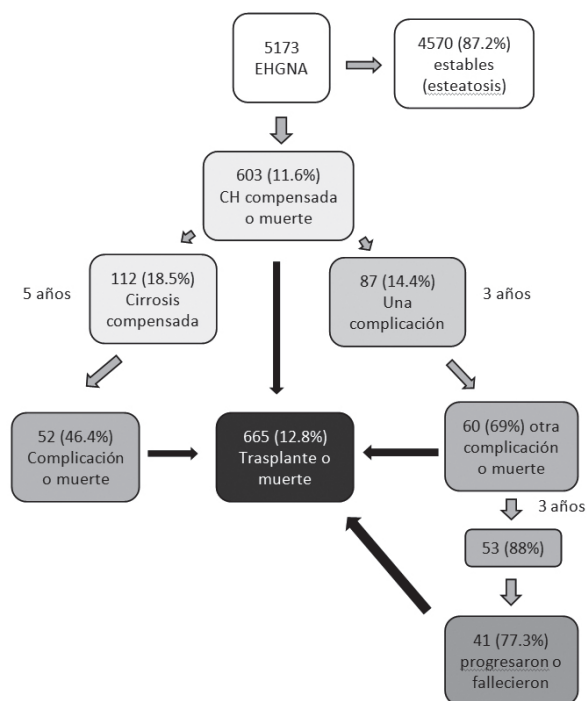 5173
EHGNA
4570 (87.2%)
estables
(esteatosis)
603 (11.6%)
CH compensada
o muerte
5 años
112 (18.5%)
Cirrosis
compensada
87 (14.4%)
Una
complicación
3 años
52 (46.4%)
Complicación
o muerte
665 (12.8%)
Trasplante o
muerte
60 (69%) otra
complicación
o muerte
3 años
53 (88%)
41 (77.3%)
progresaron o
fallecieron